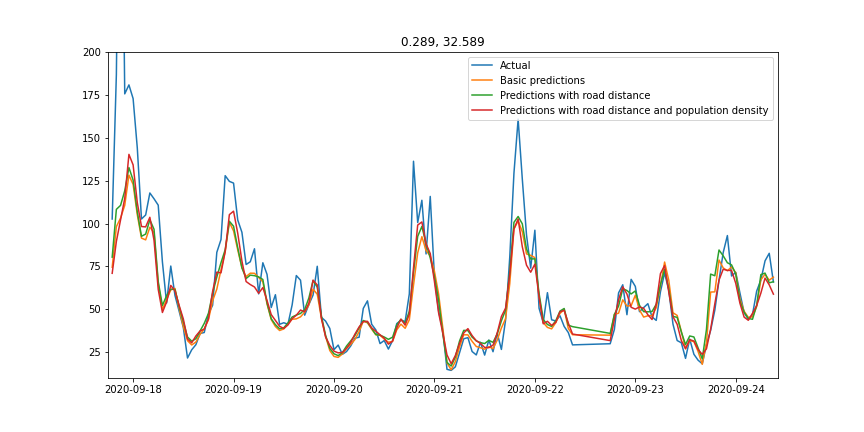 0.289, 32.589
200
175
150
125
100
75
50
25
Actual
Basic predictions
Predictions with road distance
Predictions with road distance and population density
2020-09-18 2020-09-19 2020-09-20 2020-09-21 2020-09-22 2020-09-23 2020-09-24